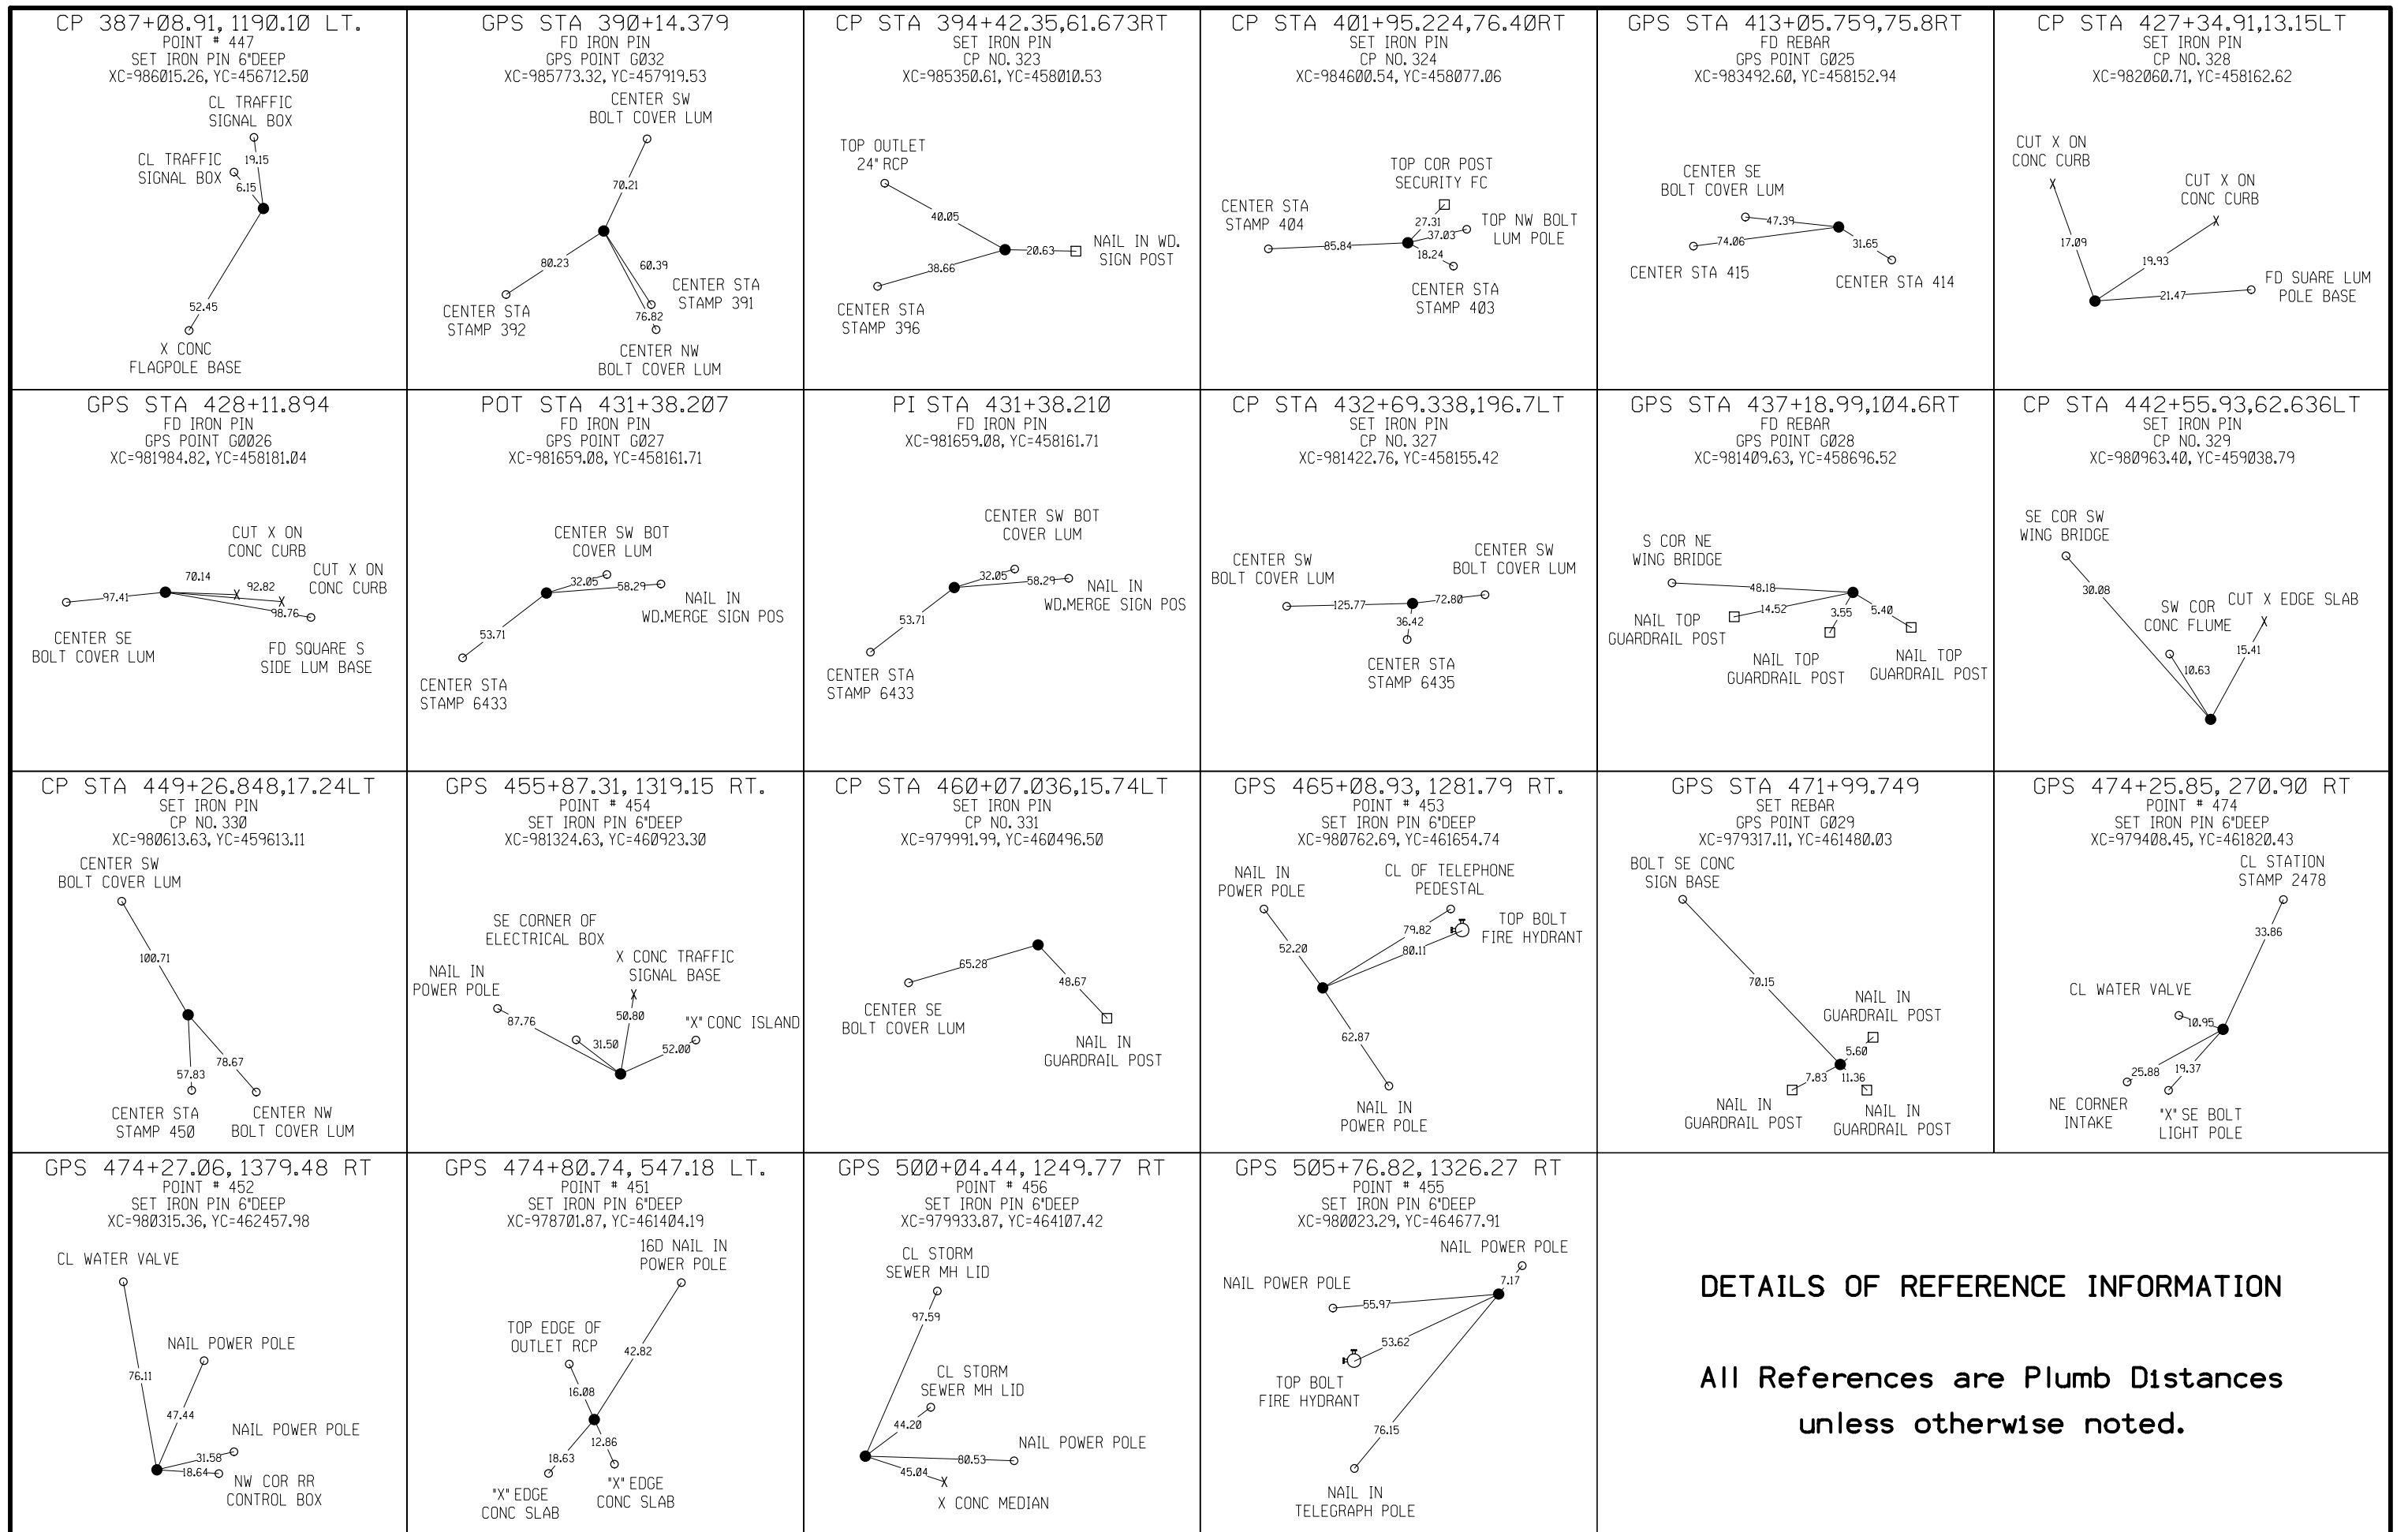 CP 387+08.91, 1190.10 LT.
POINT # 447
SET IRON PIN 6"DEEP
XC=986015.26, YC=456712.50
CL TRAFFIC
SIGNAL BOX
CL TRAFFIC
SIGNAL BOX
19.15
6.15
52.45
X CONC
FLAGPOLE BASE
GPS STA 390+14.379
FD IRON PIN
GPS POINT G032
XC=985773.32, YC=457919.53
CENTER SW
BOLT COVER LUM
70.21
80.23
60.39
CENTER STA
STAMP 391
CENTER STA
STAMP 392
76.82
CENTER NW
BOLT COVER LUM
CP STA 394+42.35,61.673RT
SET IRON PIN
CP NO. 323
XC=985350.61, YC=458010.53
TOP OUTLET
24" RCP
40.05
20.63
NAIL IN WD.
SIGN POST
38.66
CENTER STA
STAMP 396
CP STA 401+95.224,76.40RT
SET IRON PIN
CP NO. 324
XC=984600.54, YC=458077.06
TOP COR POST
SECURITY FC
CENTER STA
STAMP 404
27.31
37.03
TOP NW BOLT
LUM POLE
85.84
18.24
CENTER STA
STAMP 403
GPS STA 413+05.759,75.8RT
FD REBAR
GPS POINT G025
XC=983492.60, YC=458152.94
CENTER SE
BOLT COVER LUM
47.39
74.06
31.65
CENTER STA 415
CENTER STA 414
CP STA 427+34.91,13.15LT
SET IRON PIN
CP NO. 328
XC=982060.71, YC=458162.62
CUT X ON
CONC CURB
CUT X ON
CONC CURB
17.09
19.93
21.47
FD SUARE LUM
POLE BASE
GPS STA 428+11.894
FD IRON PIN
GPS POINT G0026
XC=981984.82, YC=458181.04
CUT X ON
CONC CURB
70.14
92.82
CUT X ON
CONC CURB
97.41
98.76
CENTER SE
BOLT COVER LUM
FD SQUARE S
SIDE LUM BASE
POT STA 431+38.207
FD IRON PIN
GPS POINT G027
XC=981659.08, YC=458161.71
CENTER SW BOT
COVER LUM
32.05
58.29
NAIL IN
WD.MERGE SIGN POS
53.71
CENTER STA
STAMP 6433
PI STA 431+38.210
FD IRON PIN
XC=981659.08, YC=458161.71
CENTER SW BOT
COVER LUM
32.05
58.29
NAIL IN
WD.MERGE SIGN POS
53.71
CENTER STA
STAMP 6433
CP STA 432+69.338,196.7LT
SET IRON PIN
CP NO. 327
XC=981422.76, YC=458155.42
CENTER SW
BOLT COVER LUM
CENTER SW
BOLT COVER LUM
125.77
72.80
36.42
CENTER STA
STAMP 6435
GPS STA 437+18.99,104.6RT
FD REBAR
GPS POINT G028
XC=981409.63, YC=458696.52
S COR NE
WING BRIDGE
48.18
14.52
3.55
5.40
NAIL TOP
GUARDRAIL POST
NAIL TOP
GUARDRAIL POST
NAIL TOP
GUARDRAIL POST
CP STA 442+55.93,62.636LT
SET IRON PIN
CP NO. 329
XC=980963.40, YC=459038.79
SE COR SW
WING BRIDGE
30.08
SW COR
CONC FLUME
CUT X EDGE SLAB
10.63
15.41
CP STA 449+26.848,17.24LT
SET IRON PIN
CP NO. 330
XC=980613.63, YC=459613.11
CENTER SW
BOLT COVER LUM
100.71
57.83
78.67
CENTER STA
STAMP 450
CENTER NW
BOLT COVER LUM
GPS 455+87.31, 1319.15 RT.
POINT # 454
SET IRON PIN 6"DEEP
XC=981324.63, YC=460923.30
SE CORNER OF
ELECTRICAL BOX
X CONC TRAFFIC
SIGNAL BASE
NAIL IN
POWER POLE
87.76
31.50
50.80
"X" CONC ISLAND
52.00
CP STA 460+07.036,15.74LT
SET IRON PIN
CP NO. 331
XC=979991.99, YC=460496.50
65.28
48.67
CENTER SE
BOLT COVER LUM
NAIL IN
GUARDRAIL POST
GPS 465+08.93, 1281.79 RT.
POINT # 453
SET IRON PIN 6"DEEP
XC=980762.69, YC=461654.74
NAIL IN
POWER POLE
CL OF TELEPHONE
PEDESTAL
52.20
79.82
80.11
TOP BOLT
FIRE HYDRANT
62.87
NAIL IN
POWER POLE
GPS STA 471+99.749
SET REBAR
GPS POINT G029
XC=979317.11, YC=461480.03
BOLT SE CONC
SIGN BASE
70.15
NAIL IN
GUARDRAIL POST
5.60
7.83
11.36
NAIL IN
GUARDRAIL POST
NAIL IN
GUARDRAIL POST
GPS 474+25.85, 270.90 RT
POINT # 474
SET IRON PIN 6"DEEP
XC=979408.45, YC=461820.43
CL STATION
STAMP 2478
33.86
CL WATER VALVE
10.95
25.88
19.37
NE CORNER
INTAKE
"X" SE BOLT
LIGHT POLE
GPS 474+27.06, 1379.48 RT
POINT # 452
SET IRON PIN 6"DEEP
XC=980315.36, YC=462457.98
CL WATER VALVE
76.11
NAIL POWER POLE
47.44
NAIL POWER POLE
31.58
18.64
NW COR RR
CONTROL BOX
GPS 474+80.74, 547.18 LT.
POINT # 451
SET IRON PIN 6"DEEP
XC=978701.87, YC=461404.19
16D NAIL IN
POWER POLE
TOP EDGE OF
OUTLET RCP
42.82
16.08
18.63
12.86
"X" EDGE
CONC SLAB
"X" EDGE
CONC SLAB
GPS 500+04.44, 1249.77 RT
POINT # 456
SET IRON PIN 6"DEEP
XC=979933.87, YC=464107.42
CL STORM
SEWER MH LID
97.59
CL STORM
SEWER MH LID
44.20
80.53
NAIL POWER POLE
45.04
X CONC MEDIAN
GPS 505+76.82, 1326.27 RT
POINT # 455
SET IRON PIN 6"DEEP
XC=980023.29, YC=464677.91
NAIL POWER POLE
NAIL POWER POLE
7.17
55.97
53.62
TOP BOLT
FIRE HYDRANT
76.15
NAIL IN
TELEGRAPH POLE
DETAILS OF REFERENCE INFORMATION
All References are Plumb Distances
unless otherwise noted.